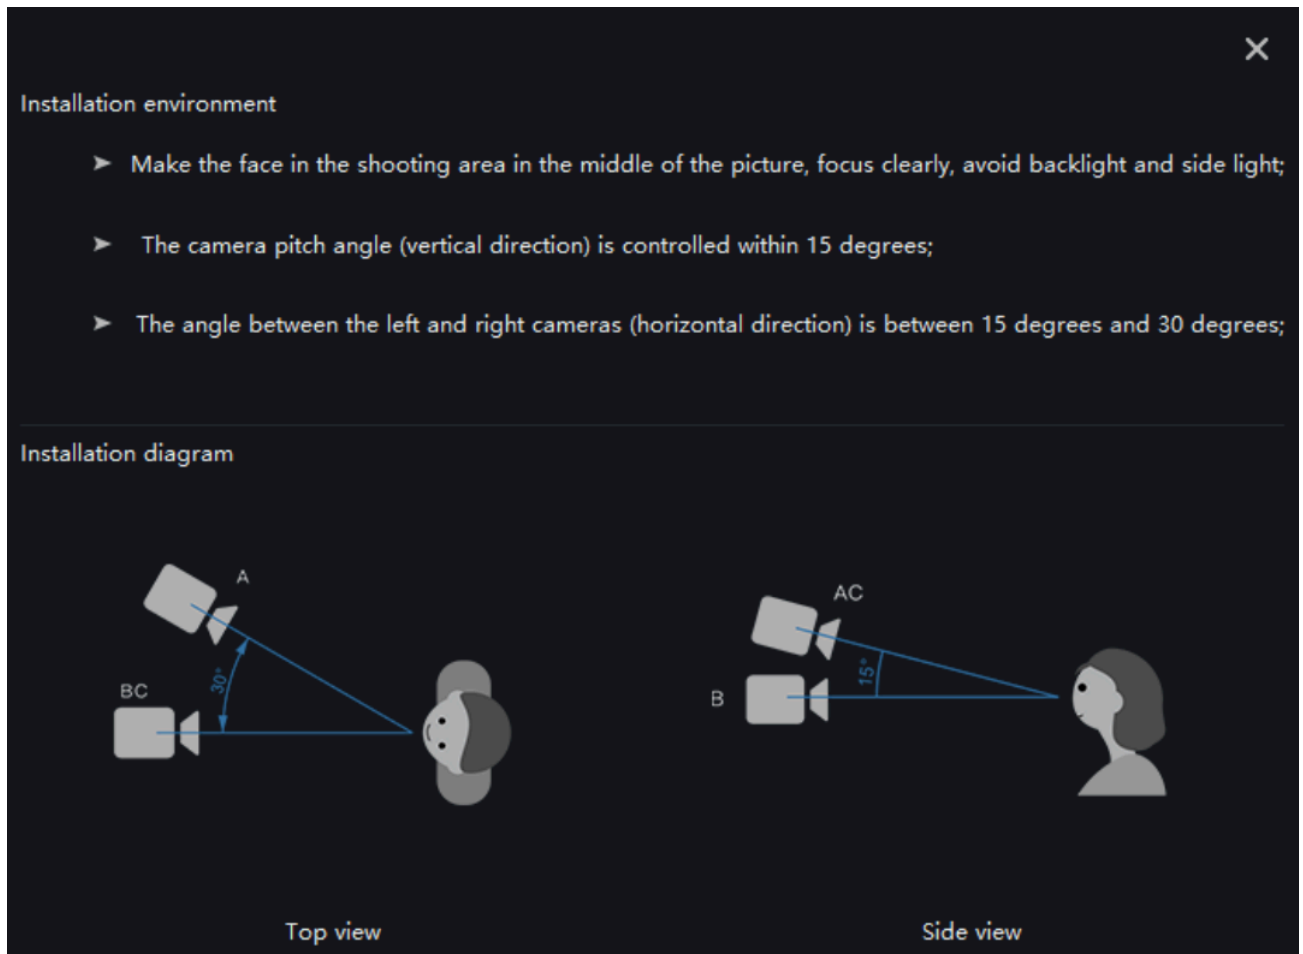 Installation environment
➤ Make the face in the shooting area in the middle of the picture, focus clearly, avoid backlight and side light;
➤ The camera pitch angle (vertical direction) is controlled within 15 degrees;
➤ The angle between the left and right cameras (horizontal direction) is between 15 degrees and 30 degrees;
Installation diagram
A
30°
BC
Top view
AC
15°
B
Side view